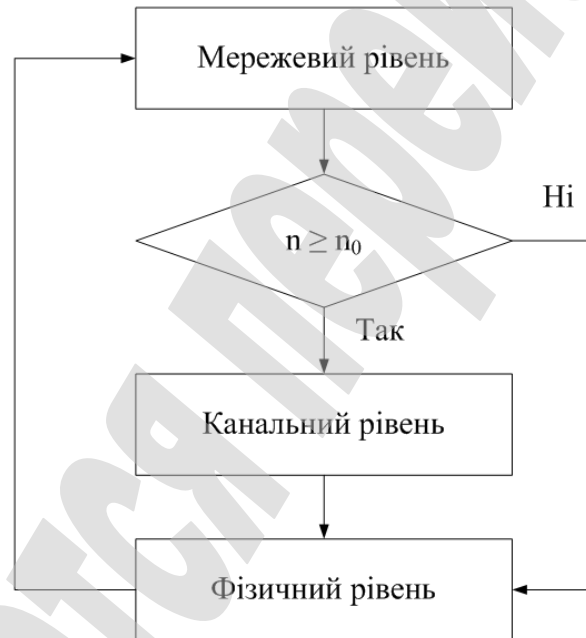 Мережевий рівень
Ні
n ≥ n₀
Так
Канальний рівень
Фізичний рівень